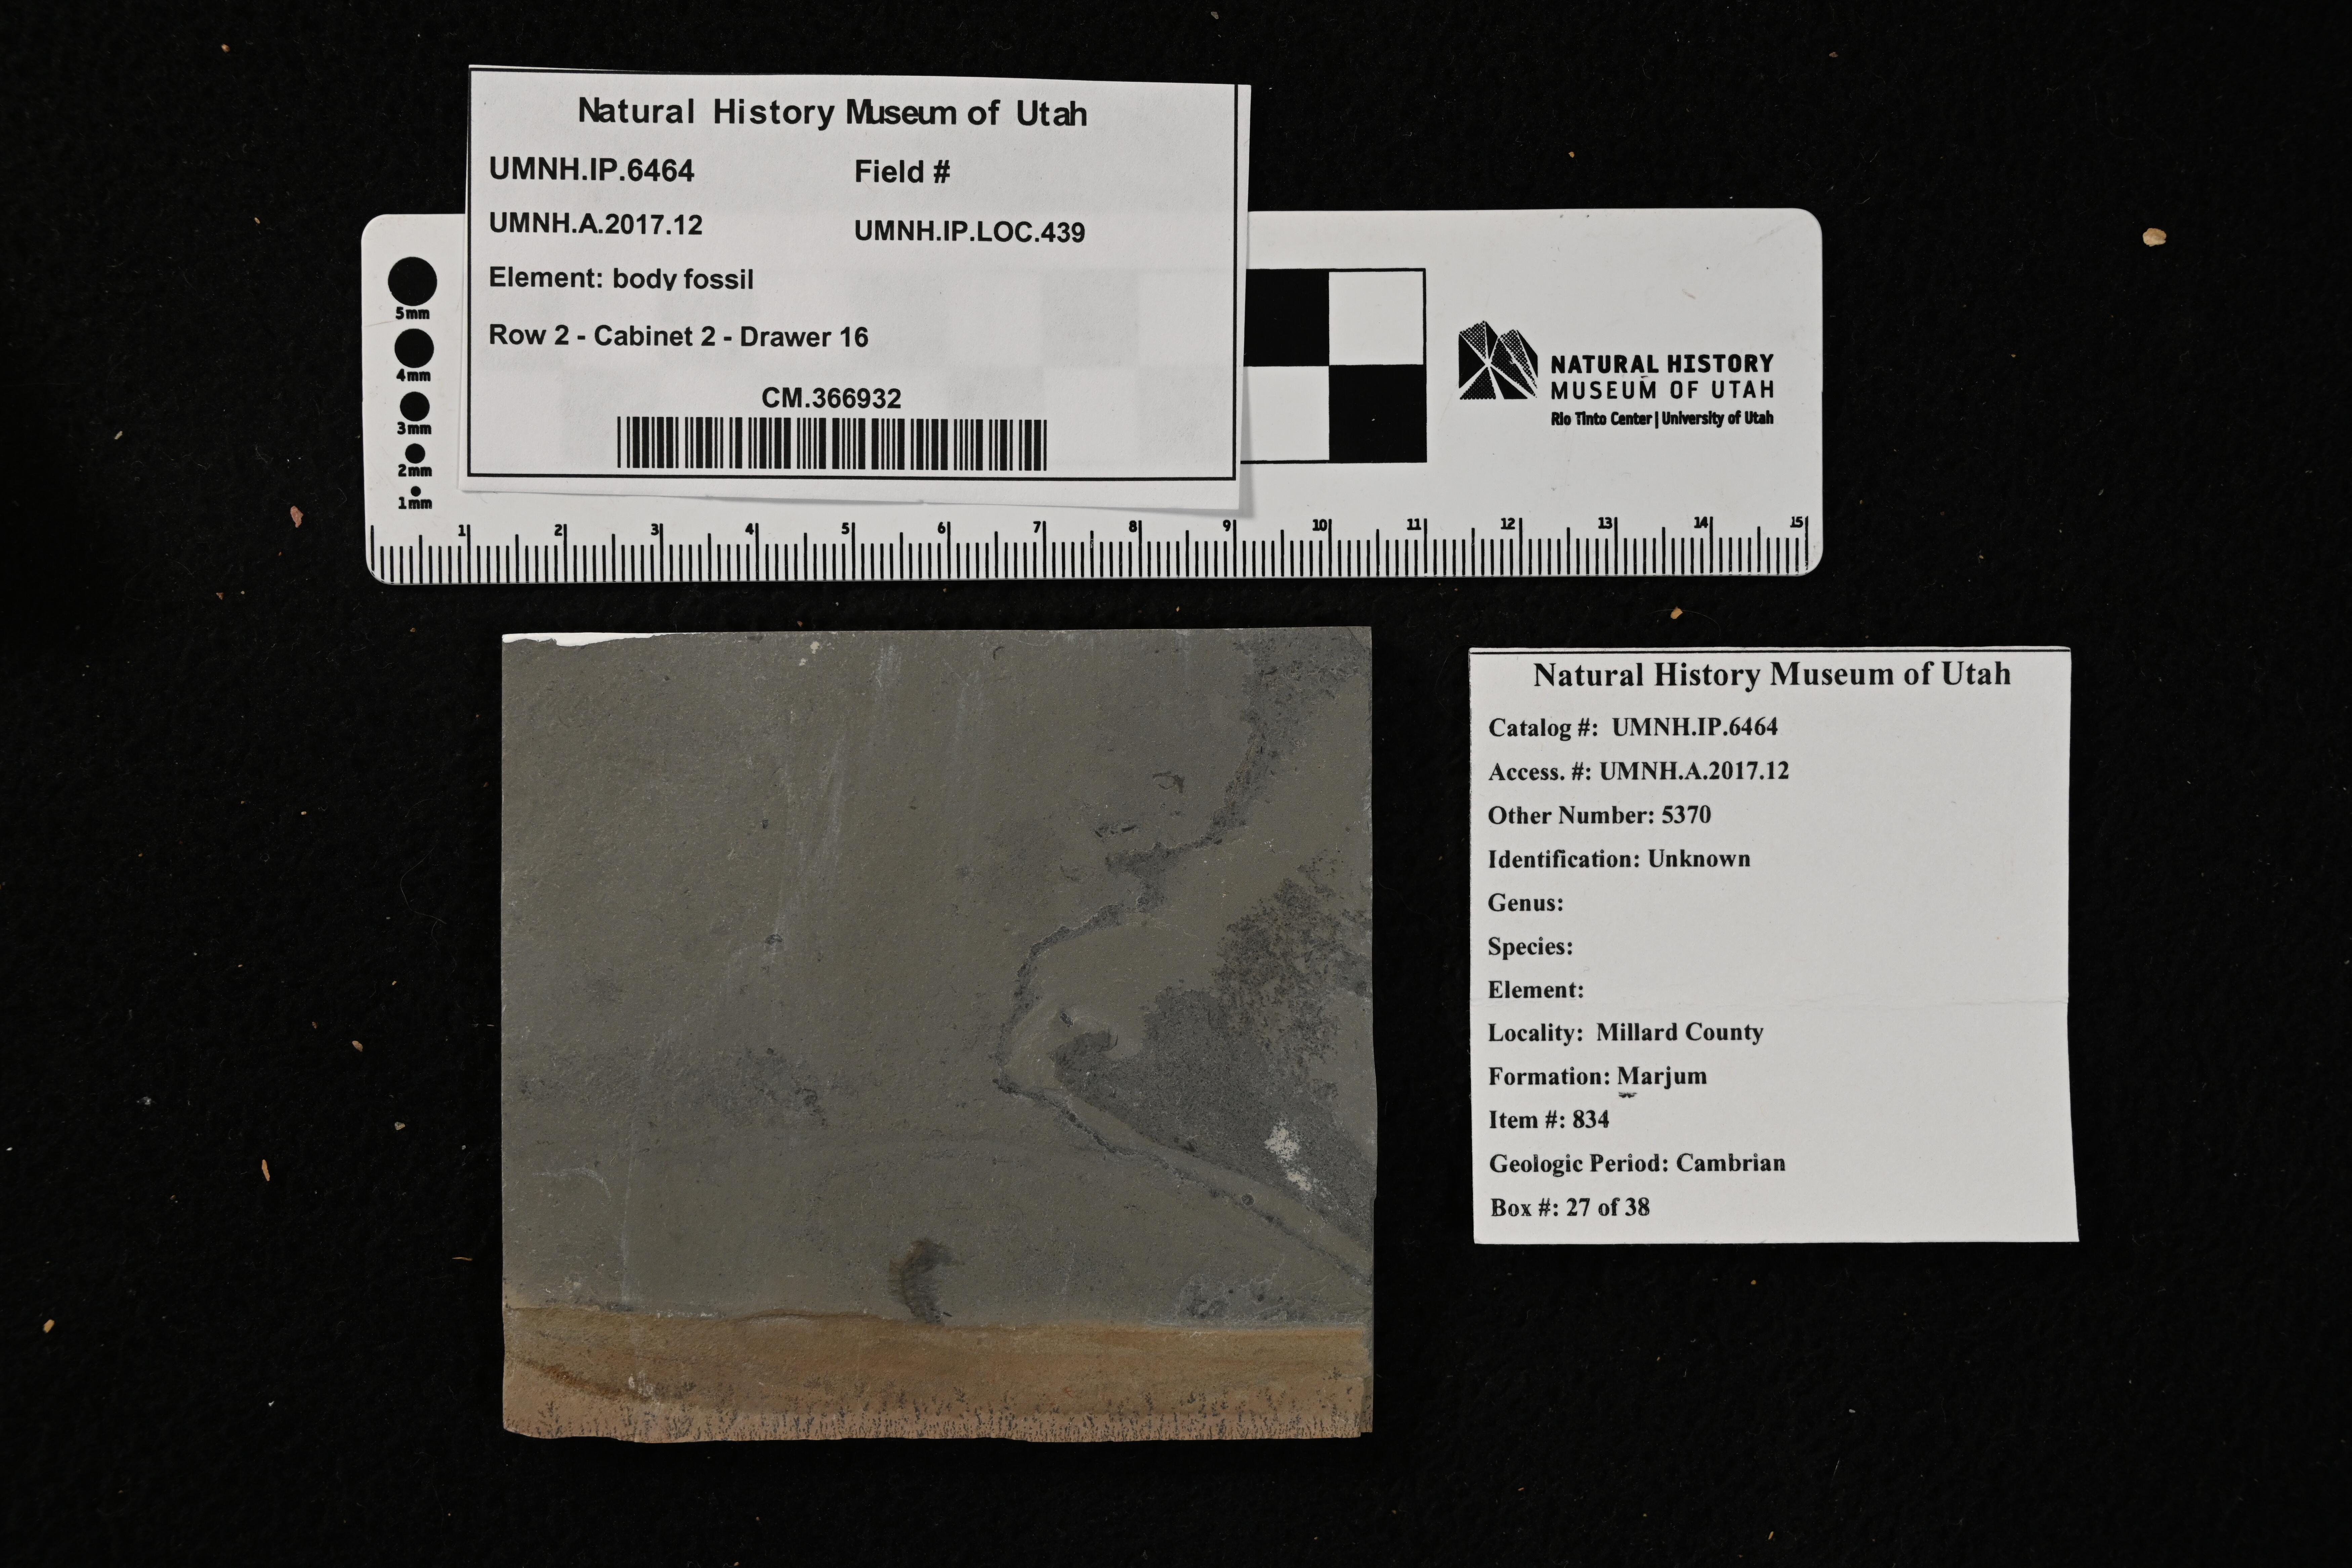 Natural History Museum of Utah
UMNH.IP.6464 Field #
UMNH.A.2017.12 UMNH.IP.LOC.439
Element: body fossil
Row 2 - Cabinet 2 - Drawer 16
CM.366932
5mm
4mm
3mm
2mm
1mm
NATURAL HISTORY
MUSEUM OF UTAH
Rio Tinto Center | University of Utah
1 2 3 4 5 6 7 8 9 10 11 12 13 14 15
Natural History Museum of Utah
Catalog #: UMNH.IP.6464
Access. #: UMNH.A.2017.12
Other Number: 5370
Identification: Unknown
Genus:
Species:
Element:
Locality: Millard County
Formation: Marjum
Item #: 834
Geologic Period: Cambrian
Box #: 27 of 38